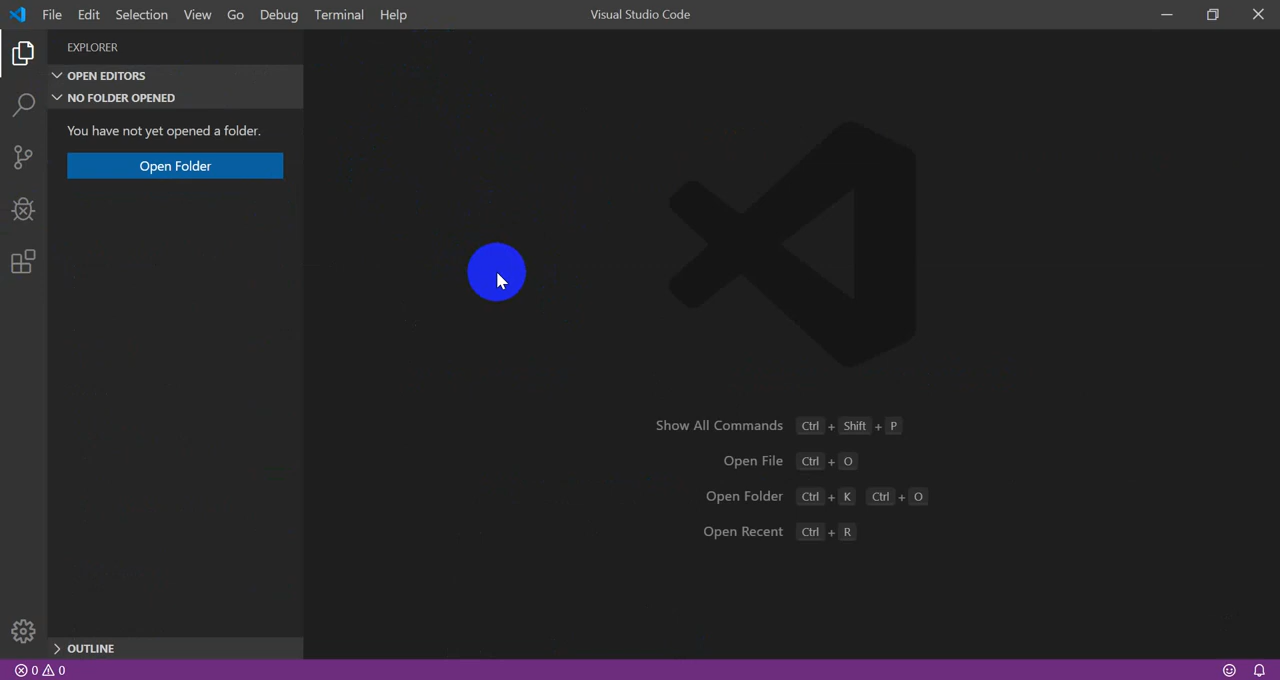 File Edit Selection View Go Debug Terminal Help Visual Studio Code
EXPLORER
OPEN EDITORS
NO FOLDER OPENED
You have not yet opened a folder.
Open Folder
Show All Commands Ctrl + Shift + P
Open File Ctrl + O
Open Folder Ctrl + K Ctrl + O
Open Recent Ctrl + R
OUTLINE
0 0